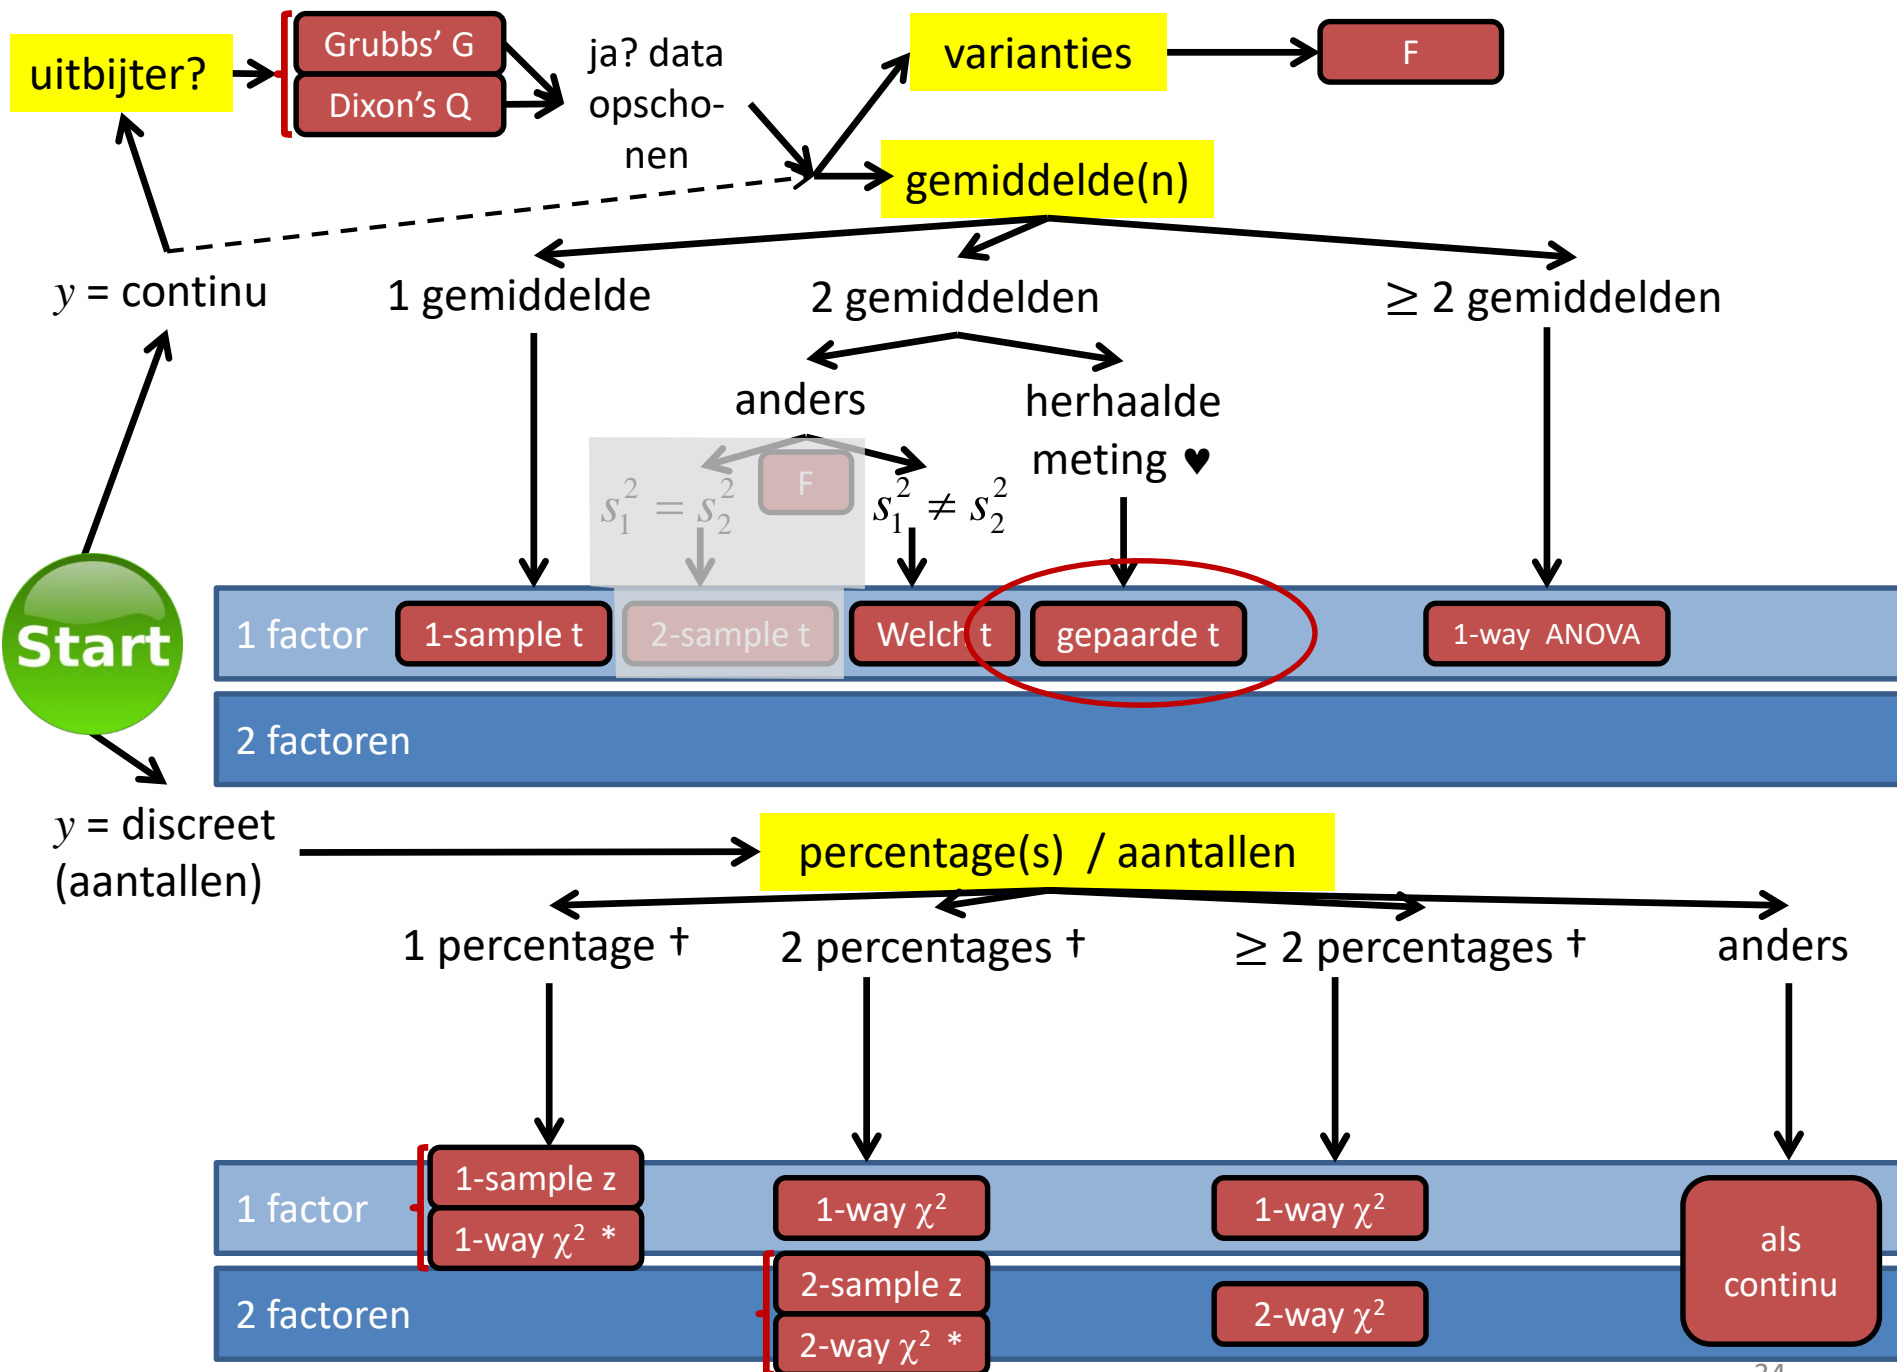 uitbijter?
Grubbs’ G
Dixon’s Q
ja? data
opscho-
nen
varianties
F
gemiddelde(n)
y = continu
1 gemiddelde
2 gemiddelden
≥ 2 gemiddelden
anders
herhaalde
meting ♥
F
s₁² = s₂²
s₁² ≠ s₂²
Start
1 factor
1-sample t
2-sample t
Welch t
gepaarde t
1-way ANOVA
2 factoren
y = discreet
(aantallen)
percentage(s) / aantallen
1 percentage †
2 percentages †
≥ 2 percentages †
anders
1 factor
1-sample z
1-way χ² *
1-way χ²
1-way χ²
als
continu
2 factoren
2-sample z
2-way χ² *
2-way χ²